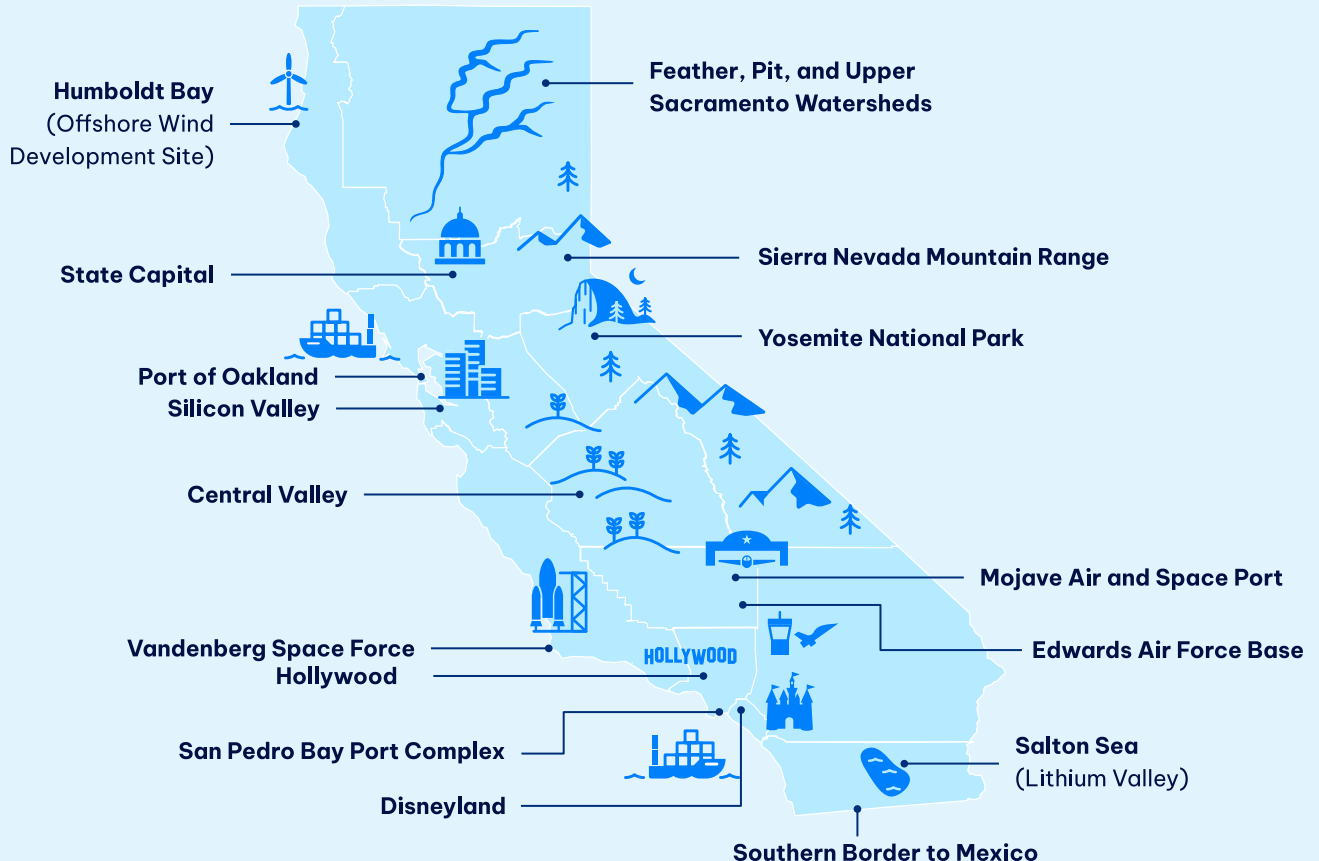 Humboldt Bay
(Offshore Wind
Development Site)
Feather, Pit, and Upper
Sacramento Watersheds
State Capital
Sierra Nevada Mountain Range
Yosemite National Park
Port of Oakland
Silicon Valley
Central Valley
Mojave Air and Space Port
Edwards Air Force Base
Vandenberg Space Force
HOLLYWOOD
Hollywood
San Pedro Bay Port Complex
Salton Sea
(Lithium Valley)
Disneyland
Southern Border to Mexico